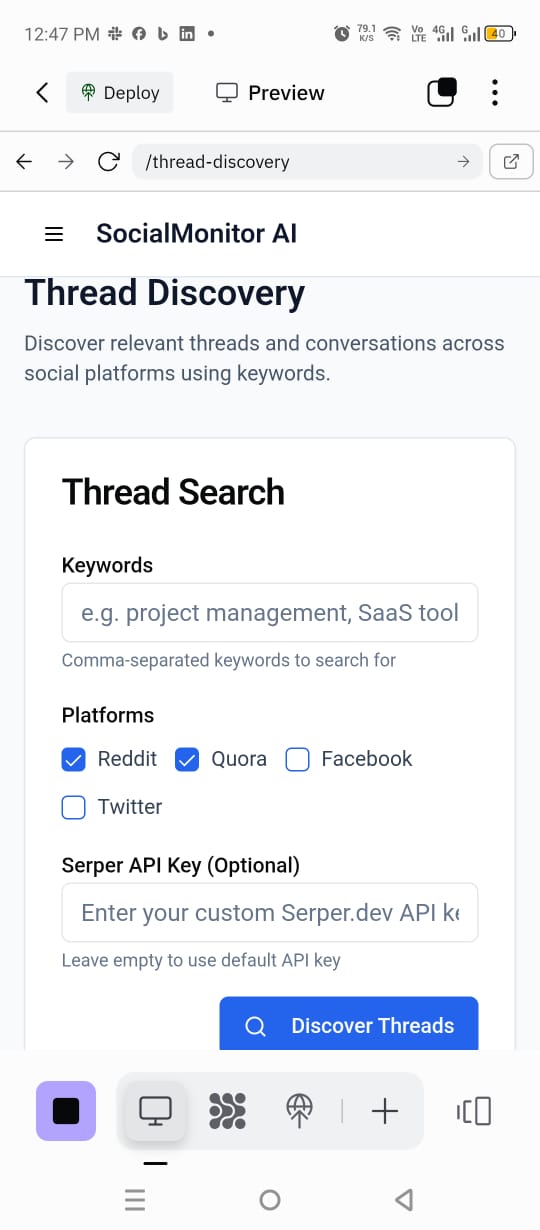 12:47 PM
79.1 K/S
Vo LTE
4G
G
40
Deploy
Preview
/thread-discovery
SocialMonitor AI
Thread Discovery
Discover relevant threads and conversations across
social platforms using keywords.
Thread Search
Keywords
e.g. project management, SaaS tool
Comma-separated keywords to search for
Platforms
Reddit
Quora
Facebook
Twitter
Serper API Key (Optional)
Enter your custom Serper.dev API ke
Leave empty to use default API key
Discover Threads